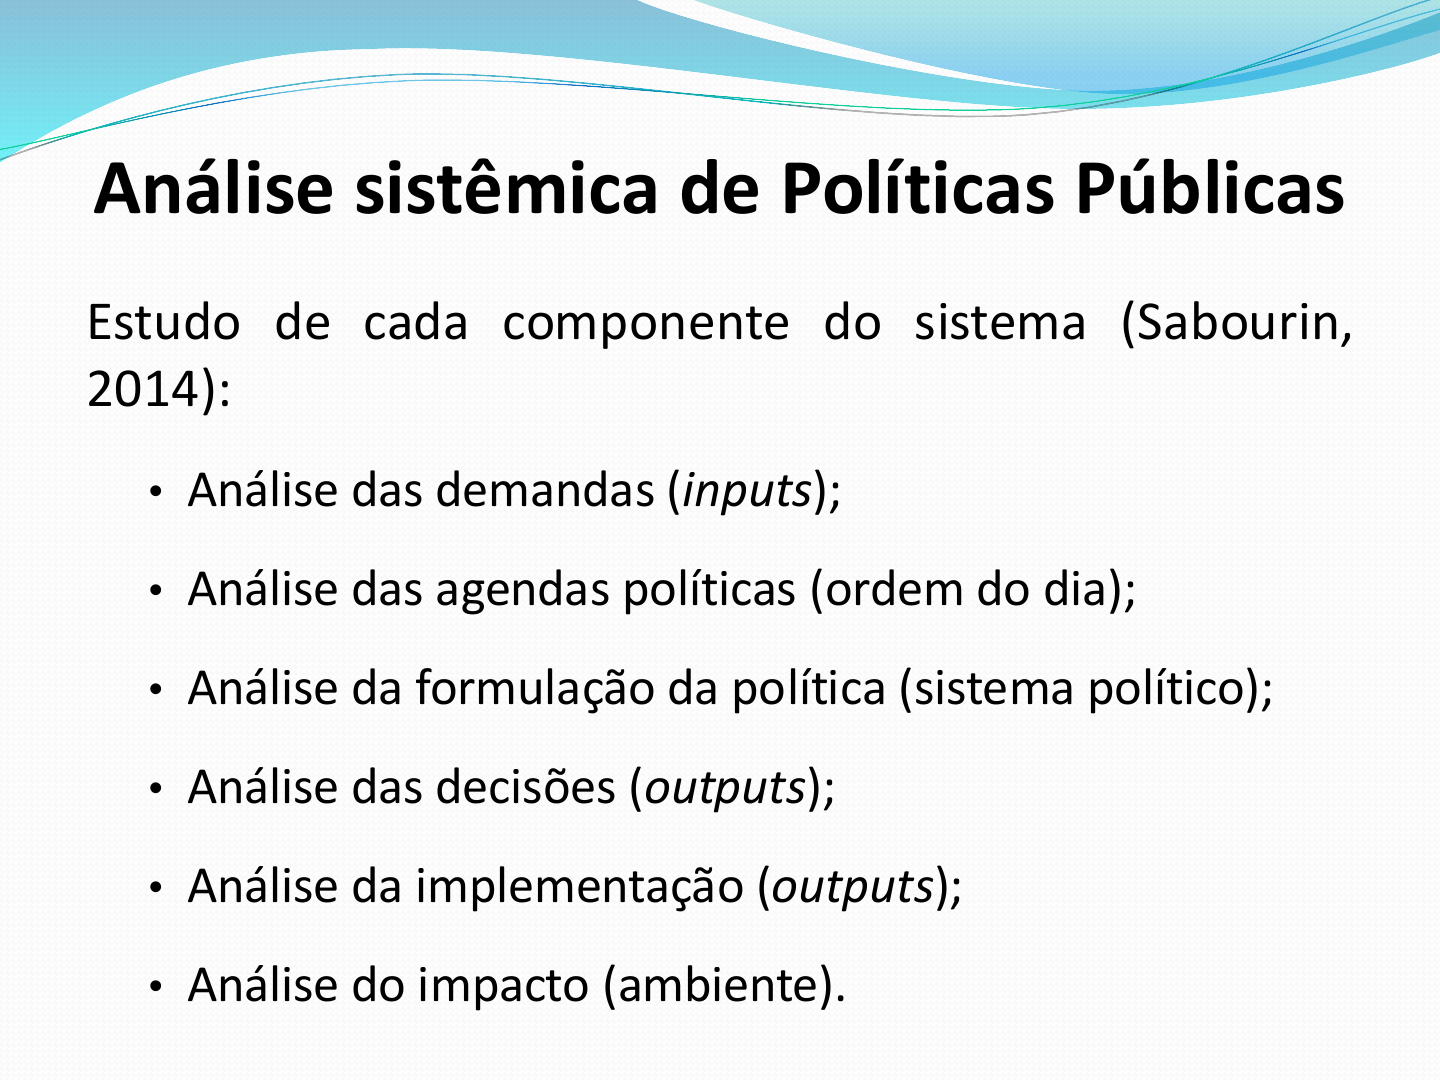 Análise sistêmica de Políticas Públicas
Estudo de cada componente do sistema (Sabourin,
2014):
• Análise das demandas (inputs);
• Análise das agendas políticas (ordem do dia);
• Análise da formulação da política (sistema político);
• Análise das decisões (outputs);
• Análise da implementação (outputs);
• Análise do impacto (ambiente).